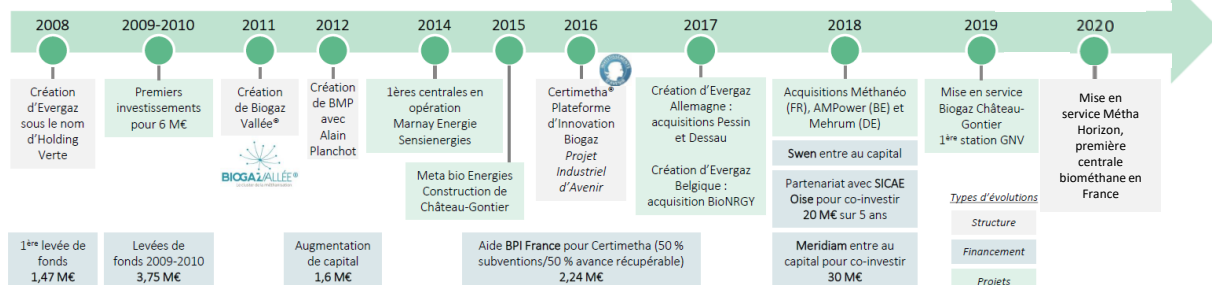 2008
2009-2010
2011
2012
2014
2015
2016
2017
2018
2019
2020
Création
d'Evergaz
sous le nom
d'Holding
Verte
Premiers
investissements
pour 6 M€
Création
de Biogaz
Vallée®
BIOGAZVALLÉE®
Création
de BMP
avec
Alain
Planchot
1ères centrales en
opération
Marnay Energie
Sensienergies
Meta bio Energies
Construction de
Château-Gontier
Certimetha®
Plateforme
d'Innovation
Biogaz
Projet
Industriel
d'Avenir
Création d'Evergaz
Allemagne :
acquisitions Pessin
et Dessau
Création d'Evergaz
Belgique :
acquisition BioNRGY
Acquisitions Méthanéo
(FR), AMPower (BE) et
Mehrum (DE)
Swen entre au capital
Partenariat avec SICAE
Oise pour co-investir
20 M€ sur 5 ans
Meridiam entre au
capital pour co-investir
30 M€
Mise en service
Biogaz Château-
Gontier
1ère station GNV
Mise en
service Métha
Horizon,
première
centrale
biométhane en
France
1ère levée de
fonds
1,47 M€
Levées de
fonds 2009-2010
3,75 M€
Augmentation
de capital
1,6 M€
Aide BPI France pour Certimetha (50 %
subventions/50 % avance récupérable)
2,24 M€
Types d'évolutions
Structure
Financement
Projets